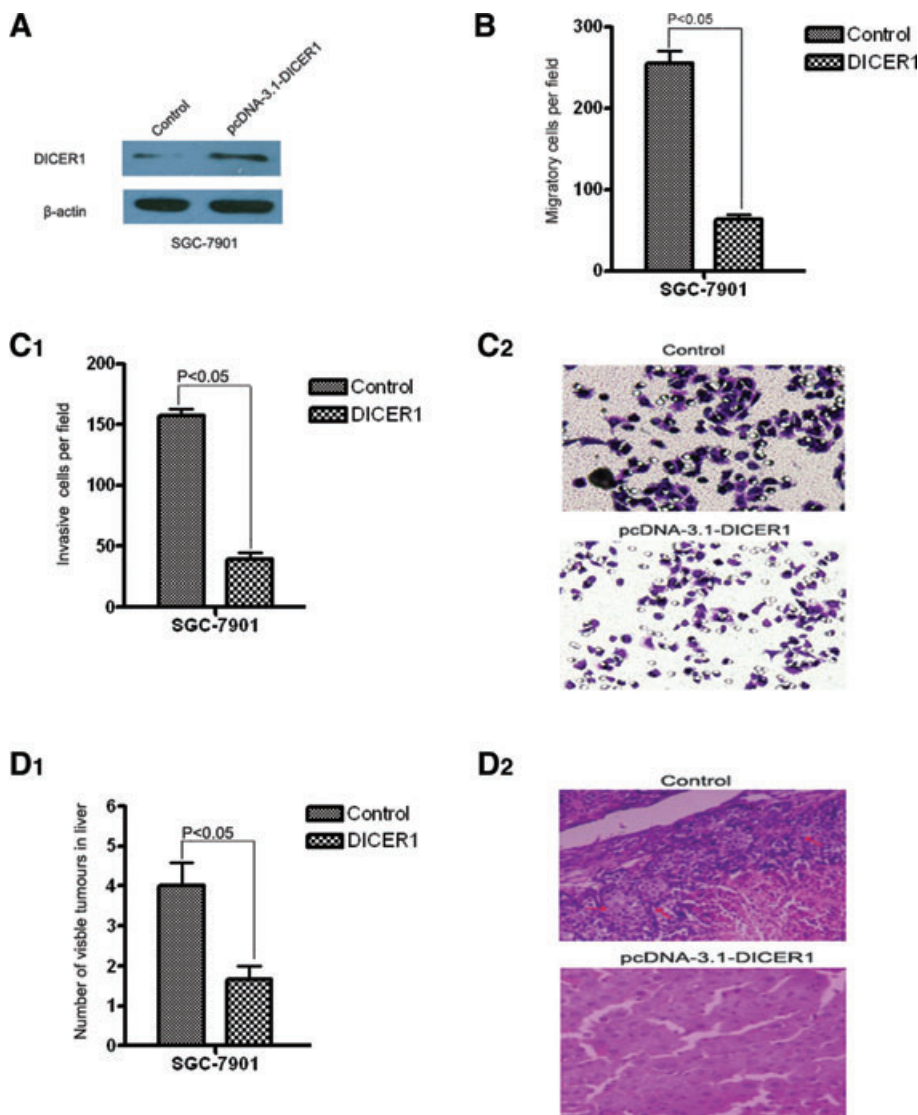 A
Control
pcDNA-3.1-DICER1
DICER1
β-actin
SGC-7901
B
P<0.05
Control
DICER1
Migratory cells per field
300
200
100
0
SGC-7901
C1
P<0.05
Control
DICER1
Invasive cells per field
200
150
100
50
0
SGC-7901
C2
Control
pcDNA-3.1-DICER1
D1
P<0.05
Control
DICER1
Number of visble tumours in liver
6
5
4
3
2
1
0
SGC-7901
D2
Control
pcDNA-3.1-DICER1